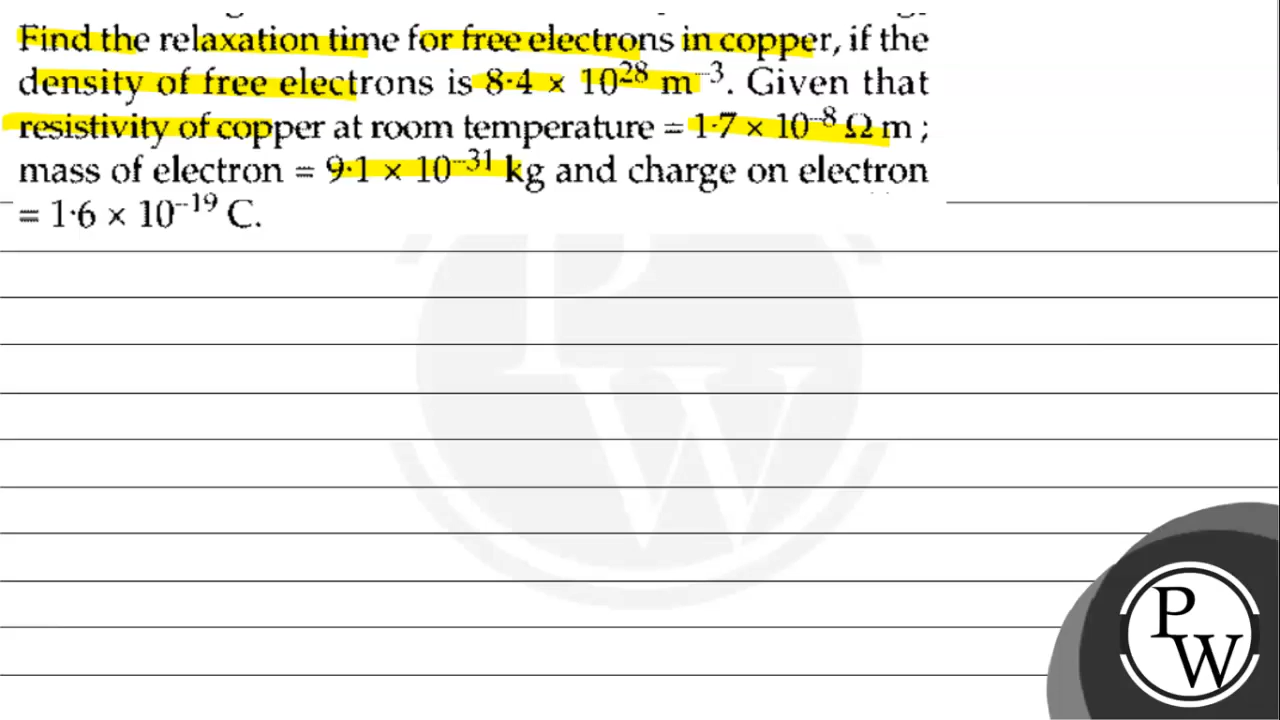 Find the relaxation time for free electrons in copper, if the
density of free electrons is 8·4 × 10²⁸ m⁻³. Given that
resistivity of copper at room temperature = 1·7 × 10⁻⁸ Ω m ;
mass of electron = 9·1 × 10⁻³¹ kg and charge on electron
= 1·6 × 10⁻¹⁹ C.
P
W
P
W